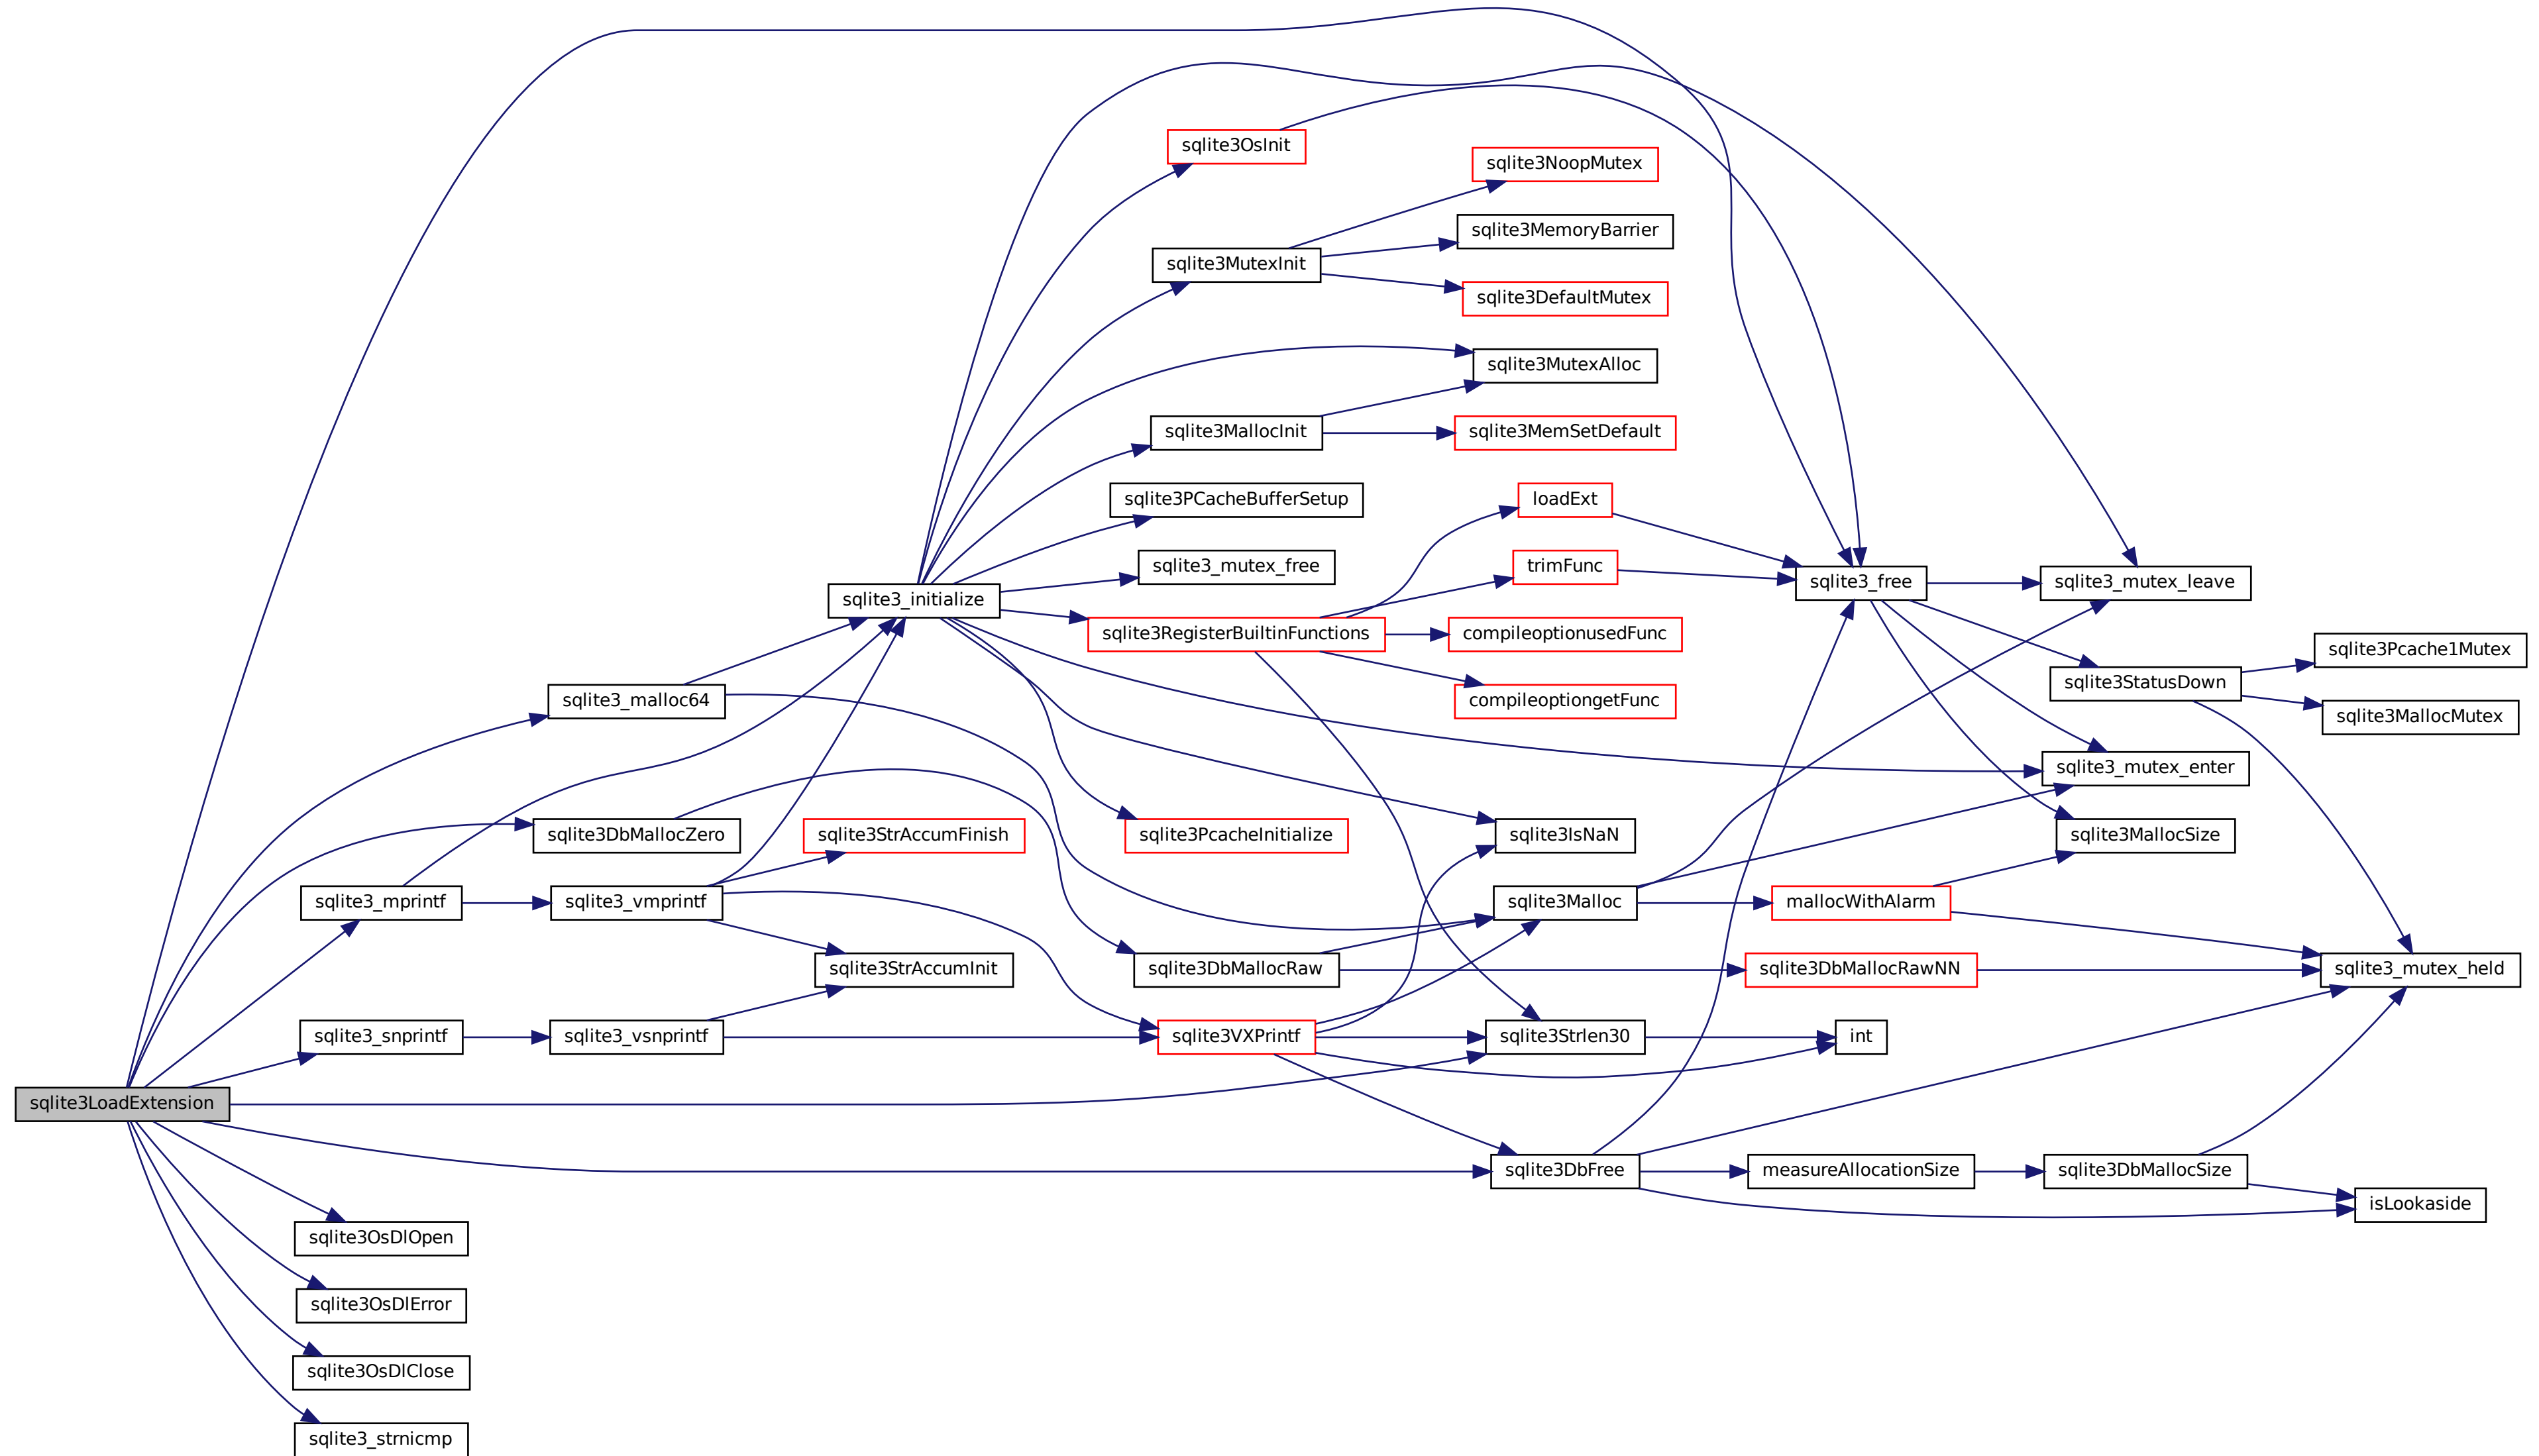 sqlite3OsInit
sqlite3NoopMutex
sqlite3MemoryBarrier
sqlite3MutexInit
sqlite3DefaultMutex
sqlite3MutexAlloc
sqlite3MallocInit
sqlite3MemSetDefault
sqlite3PCacheBufferSetup
loadExt
sqlite3_mutex_free
trimFunc
sqlite3_free
sqlite3_mutex_leave
sqlite3_initialize
sqlite3RegisterBuiltinFunctions
compileoptionusedFunc
sqlite3Pcache1Mutex
sqlite3StatusDown
sqlite3_malloc64
compileoptiongetFunc
sqlite3MallocMutex
sqlite3_mutex_enter
sqlite3DbMallocZero
sqlite3StrAccumFinish
sqlite3PcacheInitialize
sqlite3IsNaN
sqlite3MallocSize
sqlite3_mprintf
sqlite3_vmprintf
sqlite3Malloc
mallocWithAlarm
sqlite3StrAccumInit
sqlite3DbMallocRaw
sqlite3DbMallocRawNN
sqlite3_mutex_held
sqlite3_snprintf
sqlite3_vsnprintf
sqlite3VXPrintf
sqlite3Strlen30
int
sqlite3LoadExtension
sqlite3DbFree
measureAllocationSize
sqlite3DbMallocSize
isLookaside
sqlite3OsDlOpen
sqlite3OsDlError
sqlite3OsDlClose
sqlite3_strnicmp